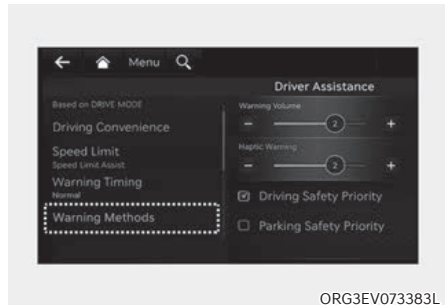 Menu
Driver Assistance
Based on DRIVE MODE
Driving Convenience
Speed Limit
Speed Limit Assist
Warning Timing
Normal
Warning Methods
Warning Volume
- 2 +
Haptic Warning
- 2 +
Driving Safety Priority
Parking Safety Priority
ORG3EV073383L